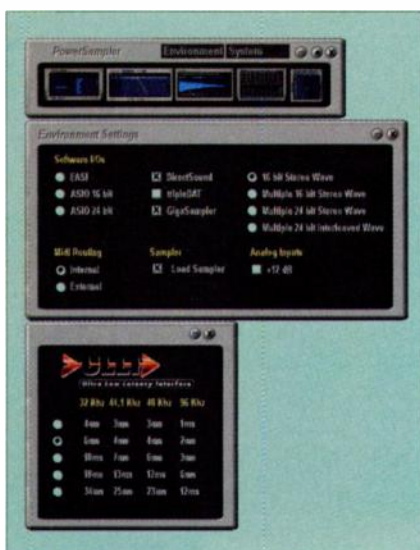 PowerSampler Environment System
Environment Settings
Software I/Os
EASI DirectSound 16 bit Stereo Wave
ASIO 16 bit tripleDAT Multiple 16 bit Stereo Wave
ASIO 24 bit GigaSampler Multiple 24 bit Stereo Wave
Multiple 24 bit Interleaved Wave
Midi Routing Sampler Analog Inputs
Internal Load Sampler +12 dB
External
ULLI
Ultra Low Latency Interface
32 Khz 44,1 Khz 48 Khz 96 Khz
4ms 3ms 3ms 1ms
6ms 4ms 4ms 2ms
10ms 7ms 6ms 3ms
18ms 13ms 12ms 6ms
34ms 25ms 23ms 12ms